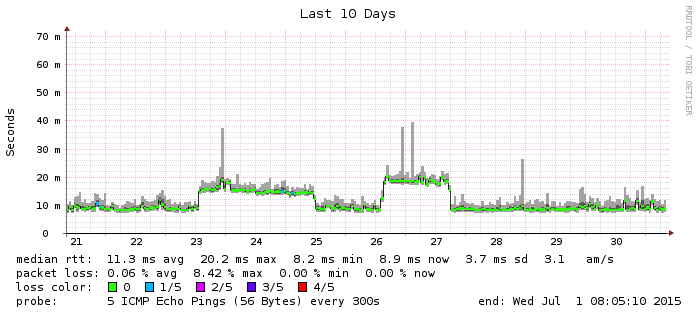 Last 10 Days
RRDTOOL / TOBI OETIKER
Seconds
70 m
60 m
50 m
40 m
30 m
20 m
10 m
0
21 22 23 24 25 26 27 28 29 30
median rtt: 11.3 ms avg 20.2 ms max 8.2 ms min 8.9 ms now 3.7 ms sd 3.1 am/s
packet loss: 0.06 % avg 8.42 % max 0.00 % min 0.00 % now
loss color: 0 1/5 2/5 3/5 4/5
probe: 5 ICMP Echo Pings (56 Bytes) every 300s end: Wed Jul 1 08:05:10 2015